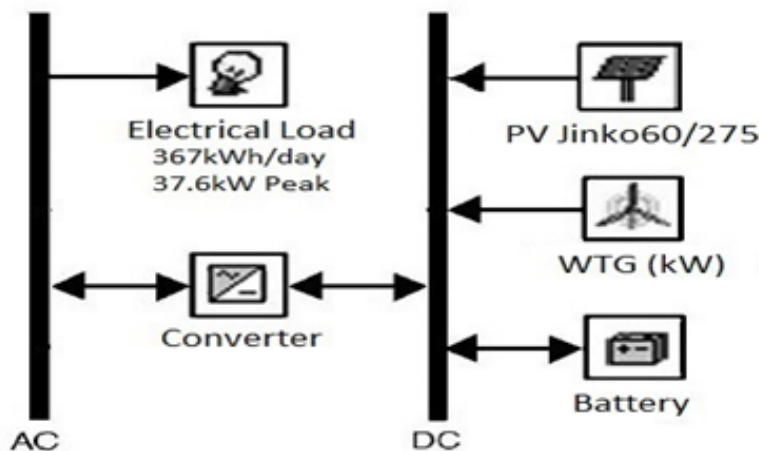 Electrical Load
367kWh/day
37.6kW Peak
PV Jinko60/275
WTG (kW)
Converter
Battery
AC
DC